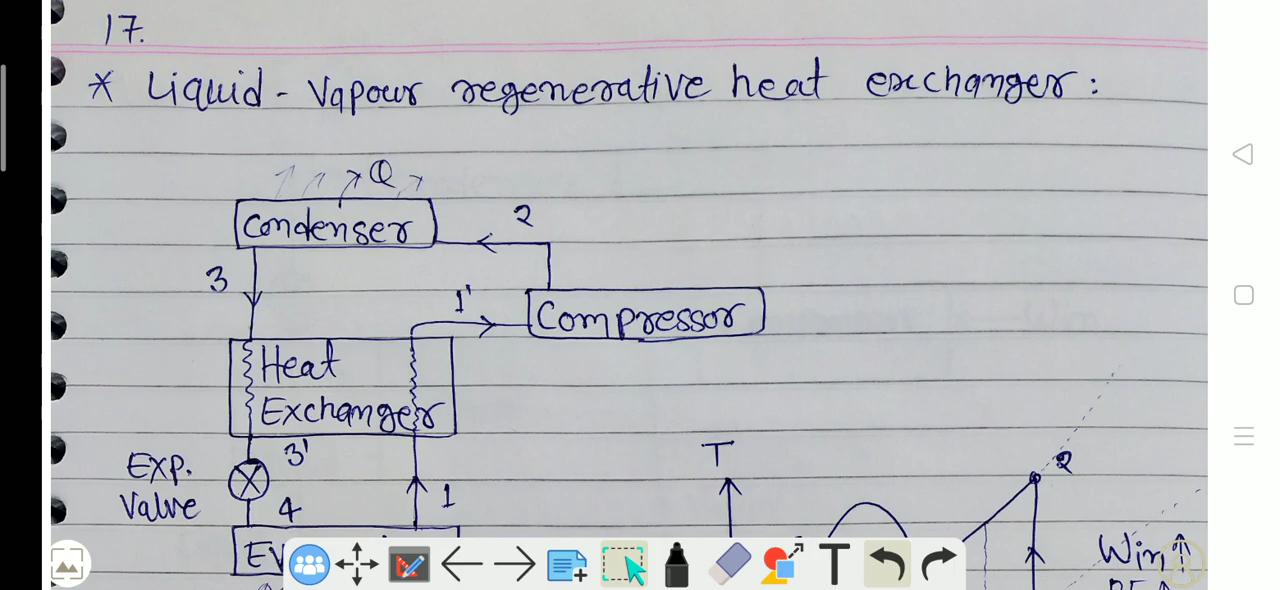 17.
* Liquid - Vapour regenerative heat exchanger :
Q
Condenser
2
3
1'
Compressor
Heat
Exchanger
3'
Exp.
Valve
4
1
T
2
Win ↑
T